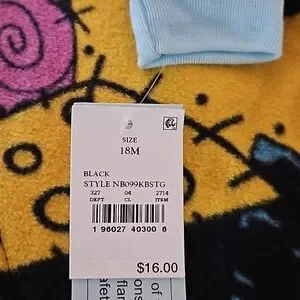 SIZE
18M
BLACK
STYLE NB099KBSTG
327 04 2714
DEPT CL ITEM
1 96027 40300 6
$16.00